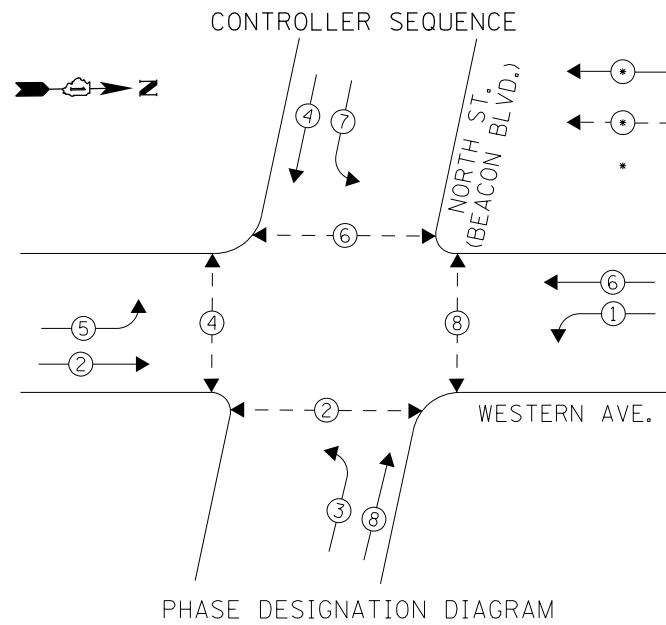 CONTROLLER SEQUENCE
N
NORTH ST.
(BEACON BLVD.)
*
*
*
4
7
6
5
2
4
8
6
1
2
WESTERN AVE.
3
8
PHASE DESIGNATION DIAGRAM